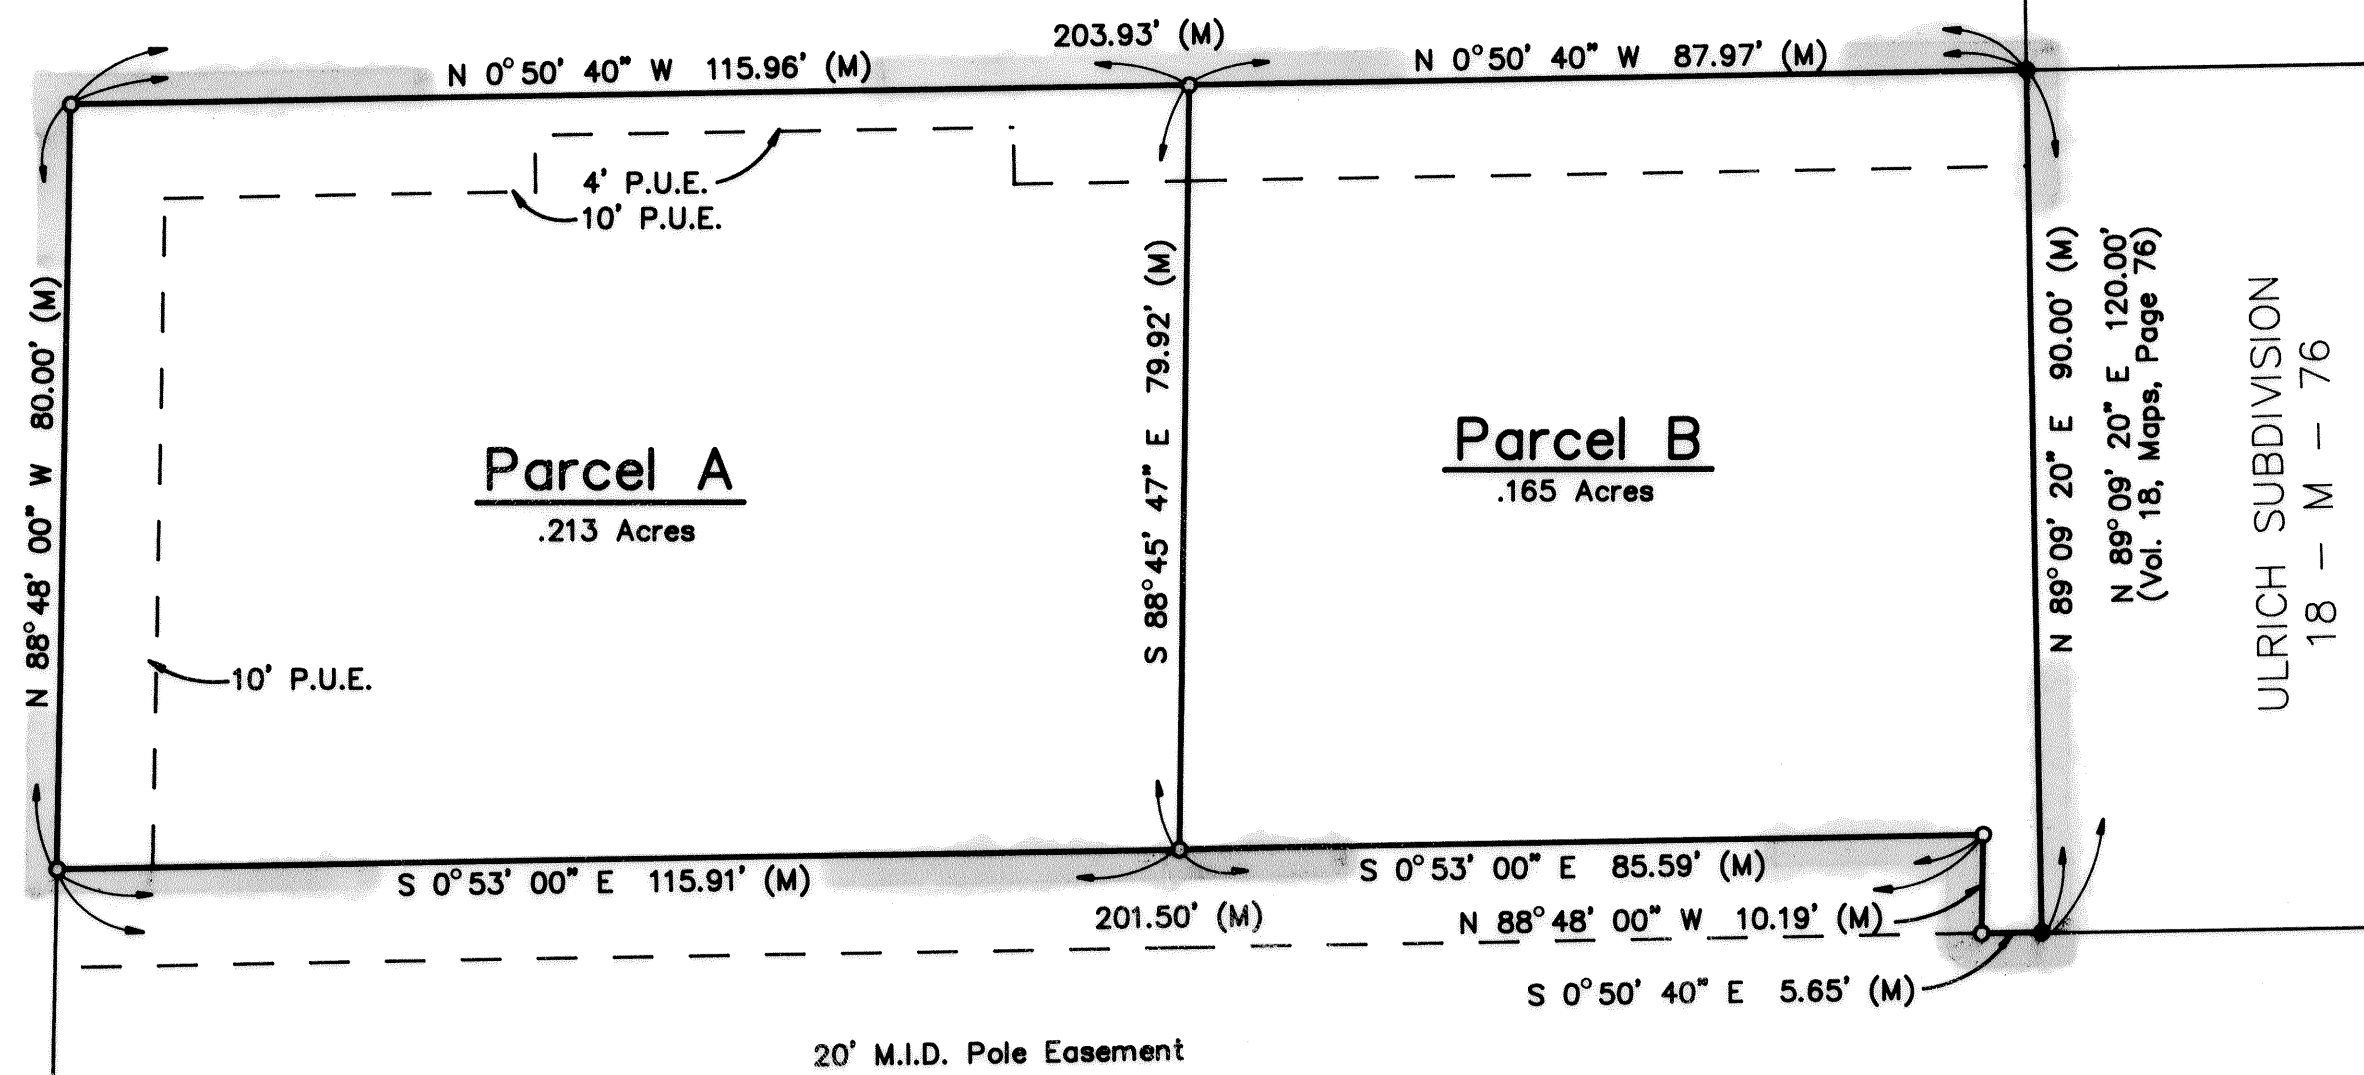 203.93' (M)
N 0°50' 40" W 115.96' (M)
N 0°50' 40" W 87.97' (M)
4' P.U.E.
10' P.U.E.
N 88°48' 00" W 80.00' (M)
S 88°45' 47" E 79.92' (M)
N 89°09' 20" E 90.00' (M)
N 89°09' 20" E 120.00'
(Vol. 18, Maps, Page 76)
ULRICH SUBDIVISION
18 - M - 76
Parcel A
.213 Acres
Parcel B
.165 Acres
10' P.U.E.
S 0°53' 00" E 115.91' (M)
S 0°53' 00" E 85.59' (M)
201.50' (M)
N 88°48' 00" W 10.19' (M)
S 0°50' 40" E 5.65' (M)
20' M.I.D. Pole Easement